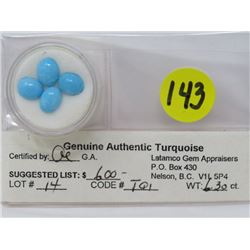 143
Genuine Authentic Turquoise
Certified by: G.A.
Latamco Gem Appraisers
P.O. Box 430
Nelson, B.C. V1L 5P4
SUGGESTED LIST: $ 600-
LOT # 14 CODE # TQ1 WT: 6.30 ct.